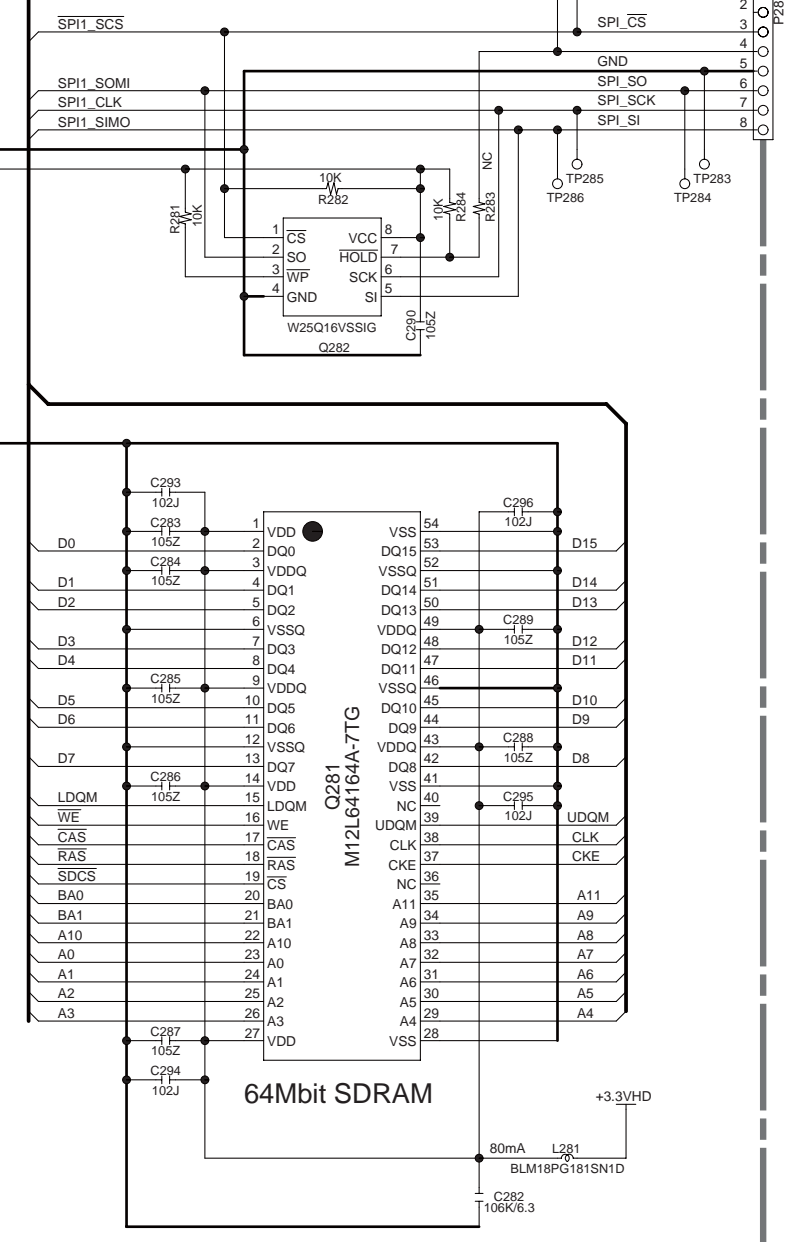 SPI1_SCS SPI_CS 2 3
4
GND 5
SPI1_SOMI SPI_SO 6
SPI1_CLK SPI_SCK 7
SPI1_SIMO SPI_SI 8
P28
NC
TP285 TP283
TP286 TP284
10K
R282
R281 10K
10K R284 R283
1 CS VCC 8
2 SO HOLD 7
3 WP SCK 6
4 GND SI 5
W25Q16VSSIG
Q282
C290 105Z
C293
102J
C296
102J
C283
105Z
1 VDD VSS 54
D0 2 DQ0 DQ15 53 D15
C284
105Z
3 VDDQ VSSQ 52
D1 4 DQ1 DQ14 51 D14
D2 5 DQ2 DQ13 50 D13
6 VSSQ VDDQ 49
C289
105Z
D3 7 DQ3 DQ12 48 D12
D4 8 DQ4 DQ11 47 D11
C285
105Z
9 VDDQ VSSQ 46
D5 10 DQ5 DQ10 45 D10
D6 11 DQ6 DQ9 44 D9
12 VSSQ VDDQ 43
C288
105Z
D7 13 DQ7 DQ8 42 D8
C286
105Z
14 VDD VSS 41
LDQM 15 LDQM NC 40
C295
102J
WE 16 WE UDQM 39 UDQM
CAS 17 CAS CLK 38 CLK
RAS 18 RAS CKE 37 CKE
SDCS 19 CS NC 36
BA0 20 BA0 A11 35 A11
BA1 21 BA1 A9 34 A9
A10 22 A10 A8 33 A8
A0 23 A0 A7 32 A7
A1 24 A1 A6 31 A6
A2 25 A2 A5 30 A5
A3 26 A3 A4 29 A4
C287
105Z
27 VDD VSS 28
Q281
M12L64164A-7TG
C294
102J
64Mbit SDRAM
+3.3VHD
80mA L281
BLM18PG181SN1D
C282
106K/6.3